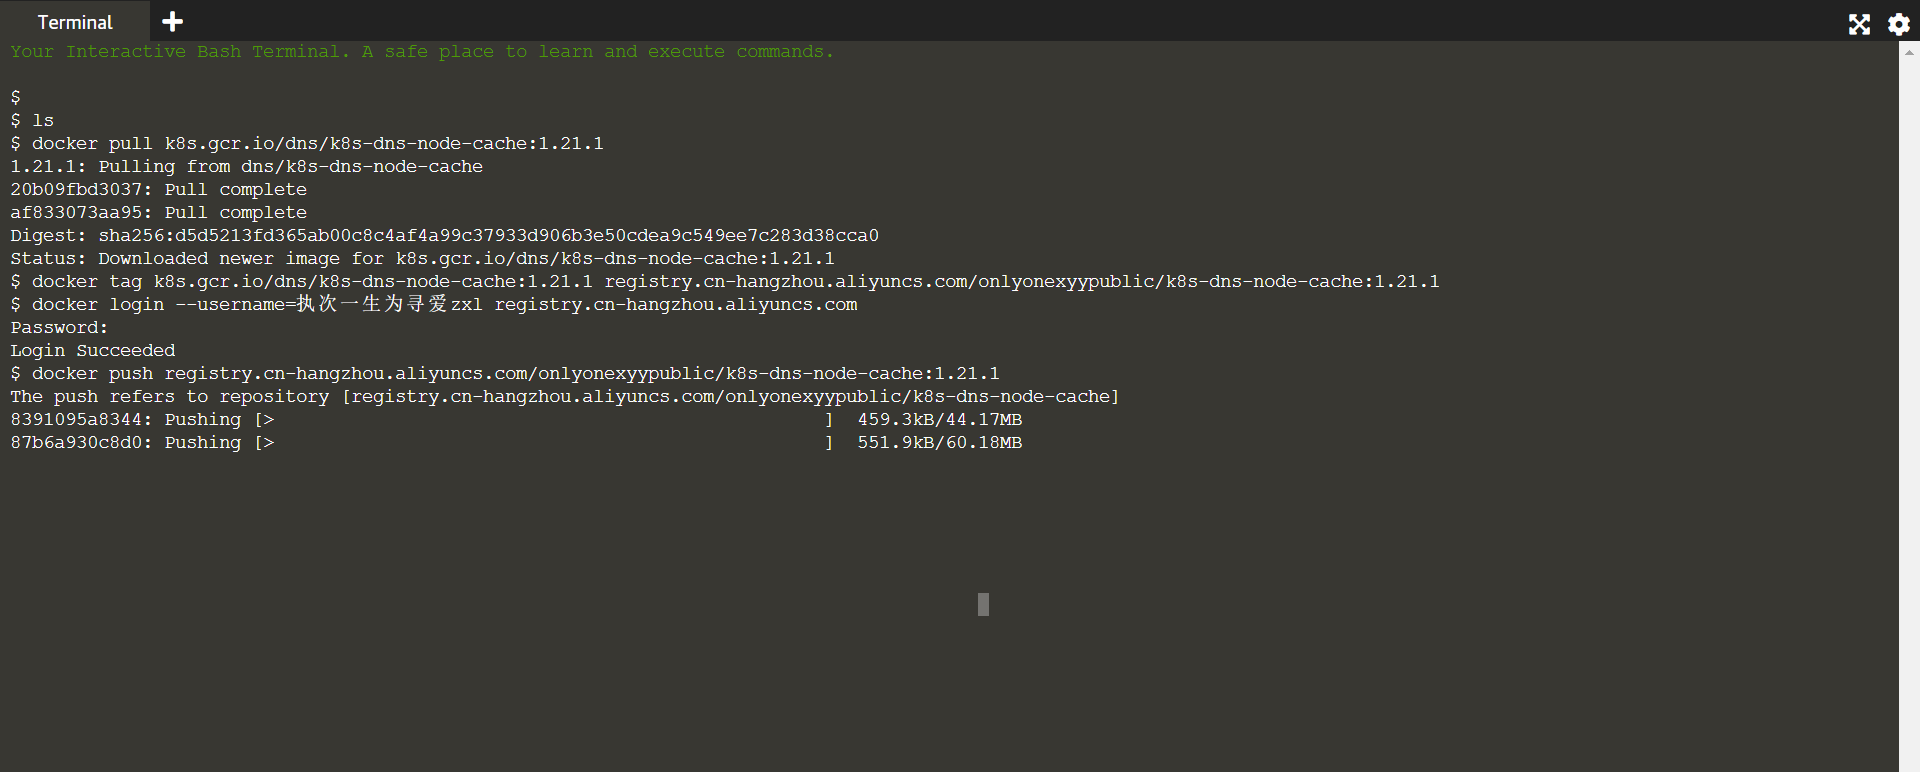 Terminal
Your Interactive Bash Terminal. A safe place to learn and execute commands.
$
$ ls
$ docker pull k8s.gcr.io/dns/k8s-dns-node-cache:1.21.1
1.21.1: Pulling from dns/k8s-dns-node-cache
20b09fbd3037: Pull complete
af833073aa95: Pull complete
Digest: sha256:d5d5213fd365ab00c8c4af4a99c37933d906b3e50cdea9c549ee7c283d38cca0
Status: Downloaded newer image for k8s.gcr.io/dns/k8s-dns-node-cache:1.21.1
$ docker tag k8s.gcr.io/dns/k8s-dns-node-cache:1.21.1 registry.cn-hangzhou.aliyuncs.com/onlyonexyypublic/k8s-dns-node-cache:1.21.1
$ docker login --username=执次一生为寻爱zxl registry.cn-hangzhou.aliyuncs.com
Password:
Login Succeeded
$ docker push registry.cn-hangzhou.aliyuncs.com/onlyonexyypublic/k8s-dns-node-cache:1.21.1
The push refers to repository [registry.cn-hangzhou.aliyuncs.com/onlyonexyypublic/k8s-dns-node-cache]
8391095a8344: Pushing [>                                                  ]  459.3kB/44.17MB
87b6a930c8d0: Pushing [>                                                  ]  551.9kB/60.18MB